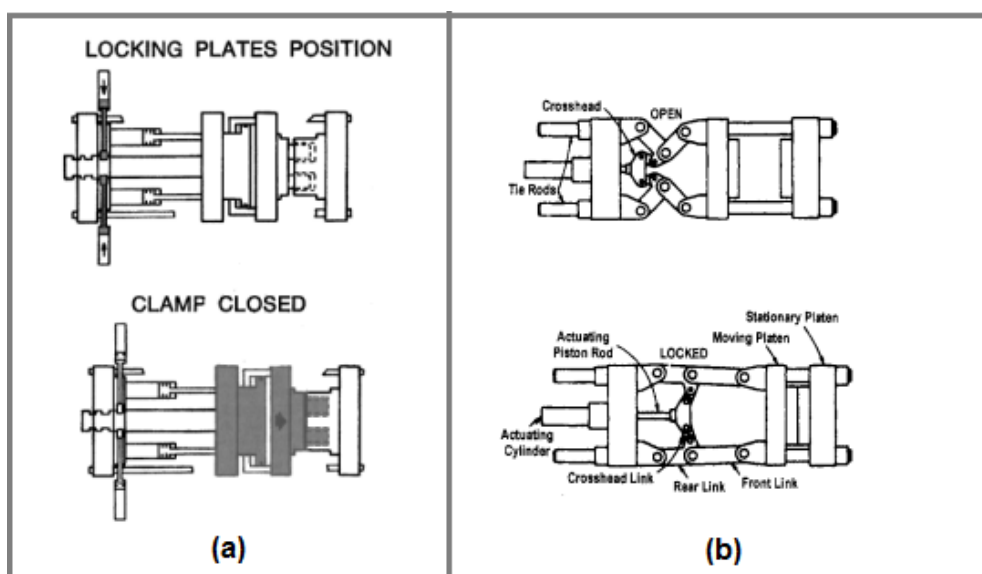 LOCKING PLATES POSITION
CLAMP CLOSED
(a)
Crosshead
OPEN
Tie Rods
Stationary Platen
Moving Platen
Actuating
Piston Rod
LOCKED
Actuating
Cylinder
Crosshead Link
Rear Link
Front Link
(b)